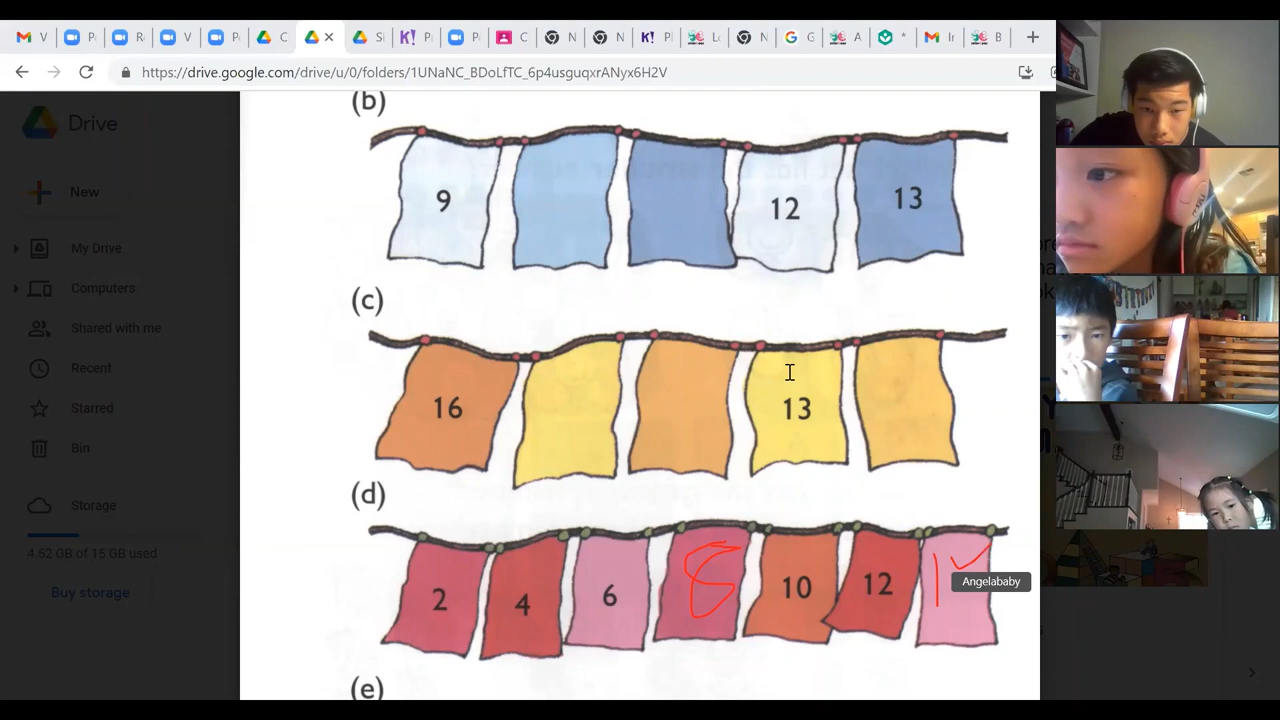 https://drive.google.com/drive/u/0/folders/1UNaNC_BDoLfTC_6p4usguqxrANyx6H2V
Drive
New
My Drive
Computers
Shared with me
Recent
Starred
Bin
Storage
4.52 GB of 15 GB used
Buy storage
(b)
9 12 13
(c)
16 13
(d)
2 4 6 8 10 12 1
Angelababy
(e)